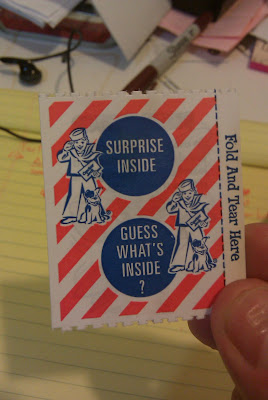 SURPRISE
INSIDE
GUESS
WHAT'S
INSIDE
?
Fold And Tear Here